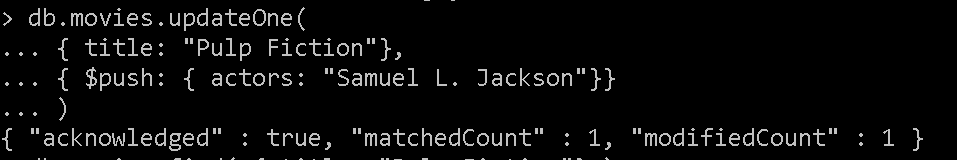 > db.movies.updateOne(
... { title: "Pulp Fiction"},
... { $push: { actors: "Samuel L. Jackson"}}
... )
{ "acknowledged" : true, "matchedCount" : 1, "modifiedCount" : 1 }